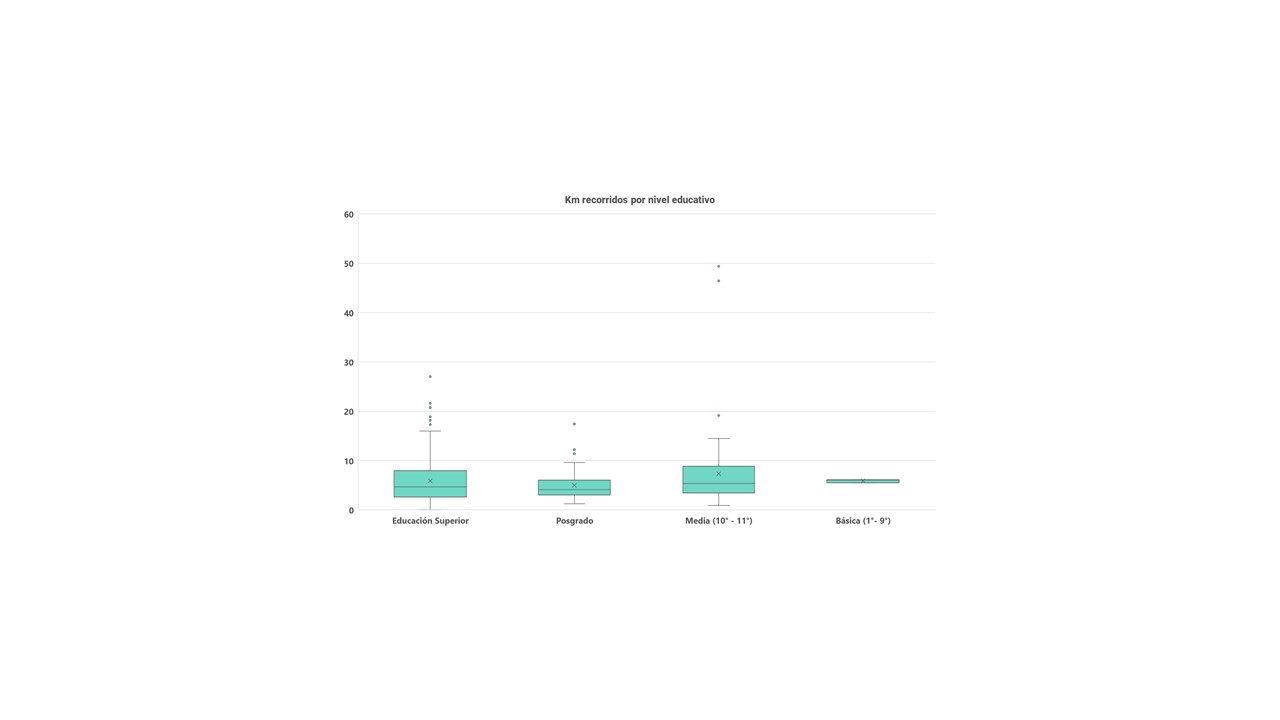 Km recorridos por nivel educativo
60
50
40
30
20
10
0
Educación Superior
Posgrado
Media (10° - 11°)
Básica (1°- 9°)